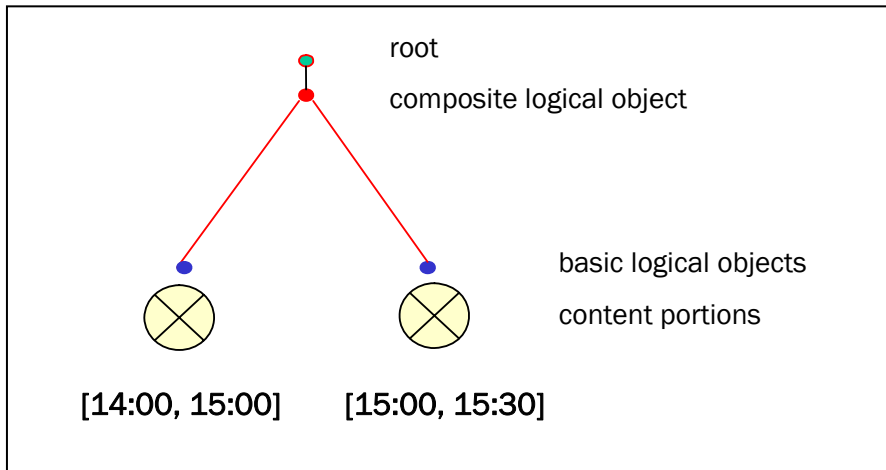 root
composite logical object
basic logical objects
content portions
[14:00, 15:00] [15:00, 15:30]